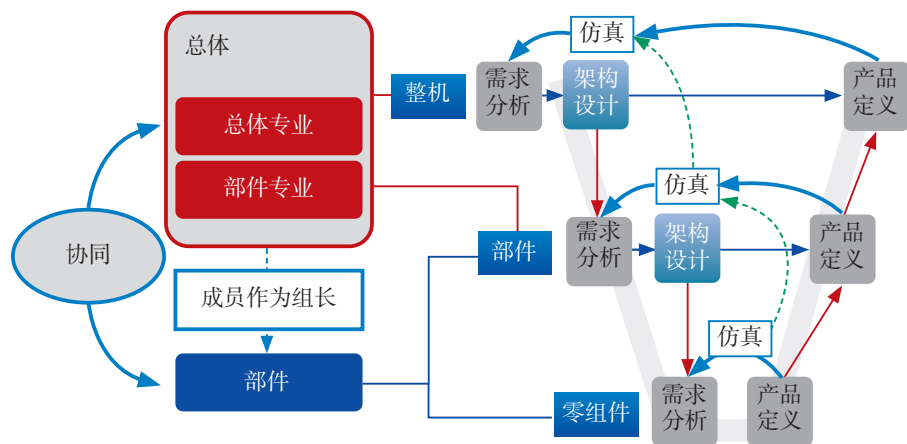 总体
总体专业
部件专业
协同
成员作为组长
部件
整机
部件
零组件
仿真
需求
分析
架构
设计
产品
定义
仿真
需求
分析
架构
设计
产品
定义
仿真
需求
分析
产品
定义